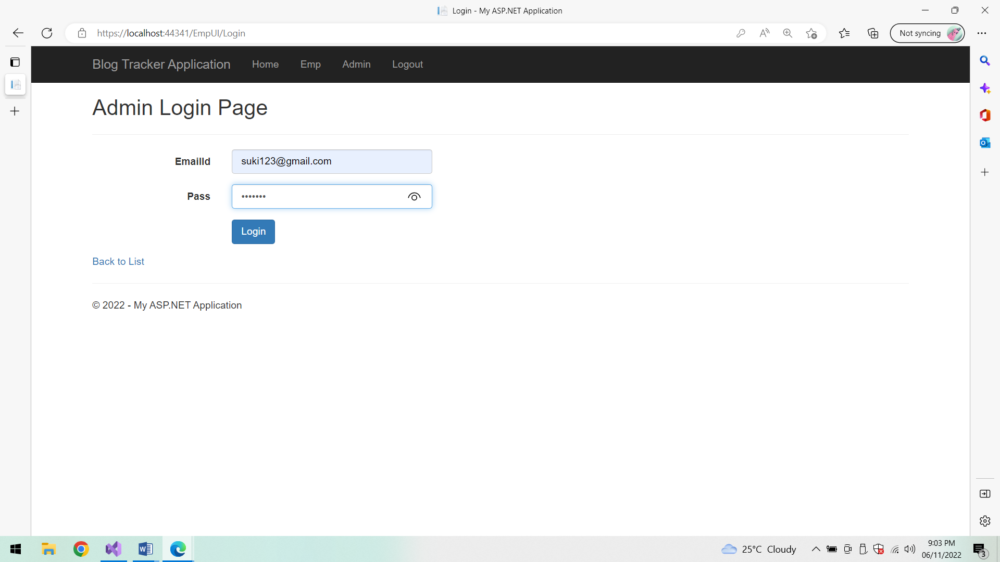 Login - My ASP.NET Application
https://localhost:44341/EmpUI/Login
Not syncing
Blog Tracker Application Home Emp Admin Logout
Admin Login Page
EmailId suki123@gmail.com
Pass •••••••
Login
Back to List
© 2022 - My ASP.NET Application
25°C Cloudy
9:03 PM
06/11/2022
3